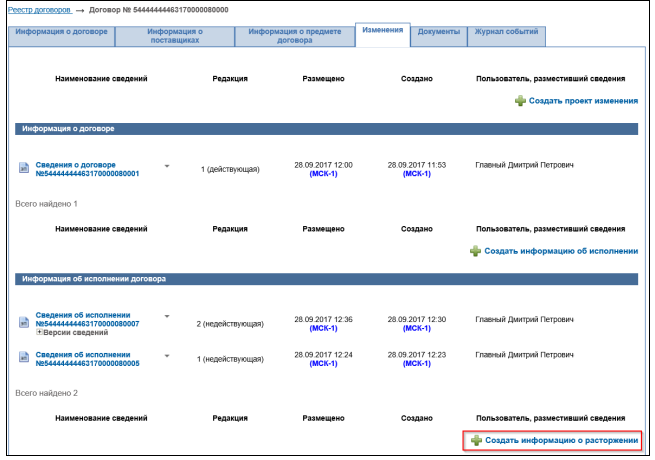 Реестр договоров → Договор № 54444444463170000080000
Информация о договоре Информация о поставщиках Информация о предмете договора Изменения Документы Журнал событий
Наименование сведений Редакция Размещено Создано Пользователь, разместивший сведения
Создать проект изменения
Информация о договоре
Сведения о договоре 1 (действующая) 28.09.2017 12:00 28.09.2017 11:53 Главный Дмитрий Петрович
№54444444463170000080001 (МСК-1) (МСК-1)
Всего найдено 1
Наименование сведений Редакция Размещено Создано Пользователь, разместивший сведения
Создать информацию об исполнении
Информация об исполнении договора
Сведения об исполнении 2 (недействующая) 28.09.2017 12:36 28.09.2017 12:30 Главный Дмитрий Петрович
№54444444463170000080007 (МСК-1) (МСК-1)
Версии сведений
Сведения об исполнении 1 (недействующая) 28.09.2017 12:24 28.09.2017 12:23 Главный Дмитрий Петрович
№54444444463170000080005 (МСК-1) (МСК-1)
Всего найдено 2
Наименование сведений Редакция Размещено Создано Пользователь, разместивший сведения
Создать информацию о расторжении